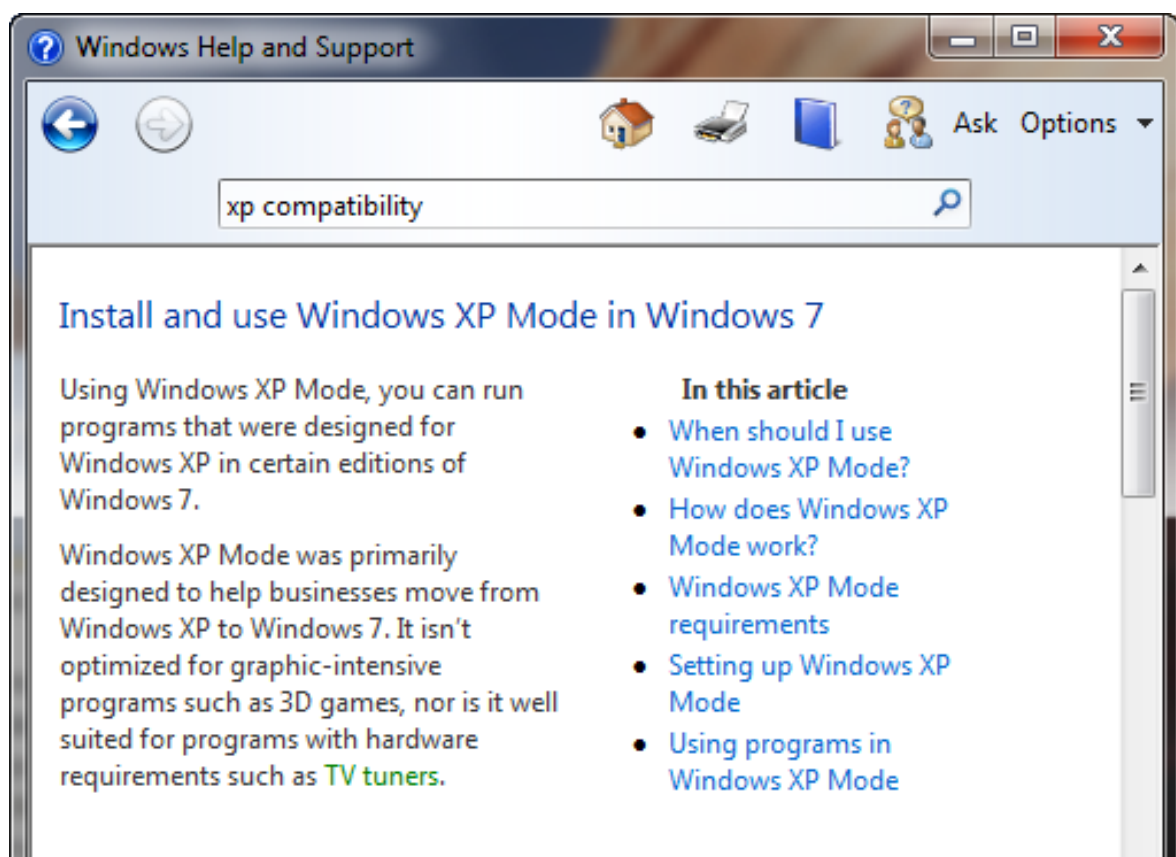 Windows Help and Support
Ask Options
xp compatibility
Install and use Windows XP Mode in Windows 7
Using Windows XP Mode, you can run
programs that were designed for
Windows XP in certain editions of
Windows 7.
Windows XP Mode was primarily
designed to help businesses move from
Windows XP to Windows 7. It isn't
optimized for graphic-intensive
programs such as 3D games, nor is it well
suited for programs with hardware
requirements such as TV tuners.
In this article
• When should I use
Windows XP Mode?
• How does Windows XP
Mode work?
• Windows XP Mode
requirements
• Setting up Windows XP
Mode
• Using programs in
Windows XP Mode